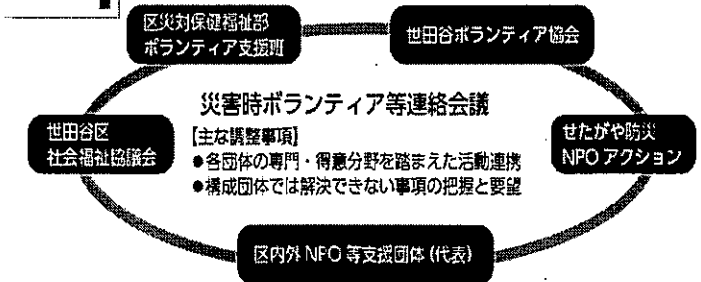 区災対保健福祉部
ボランティア支援班
世田谷ボランティア協会
災害時ボランティア等連絡会議
世田谷区
社会福祉協議会
【主な調整事項】
●各団体の専門・得意分野を踏まえた活動連携
●構成団体では解決できない事項の把握と要望
せたがや防災
NPOアクション
区内外NPO等支援団体(代表)